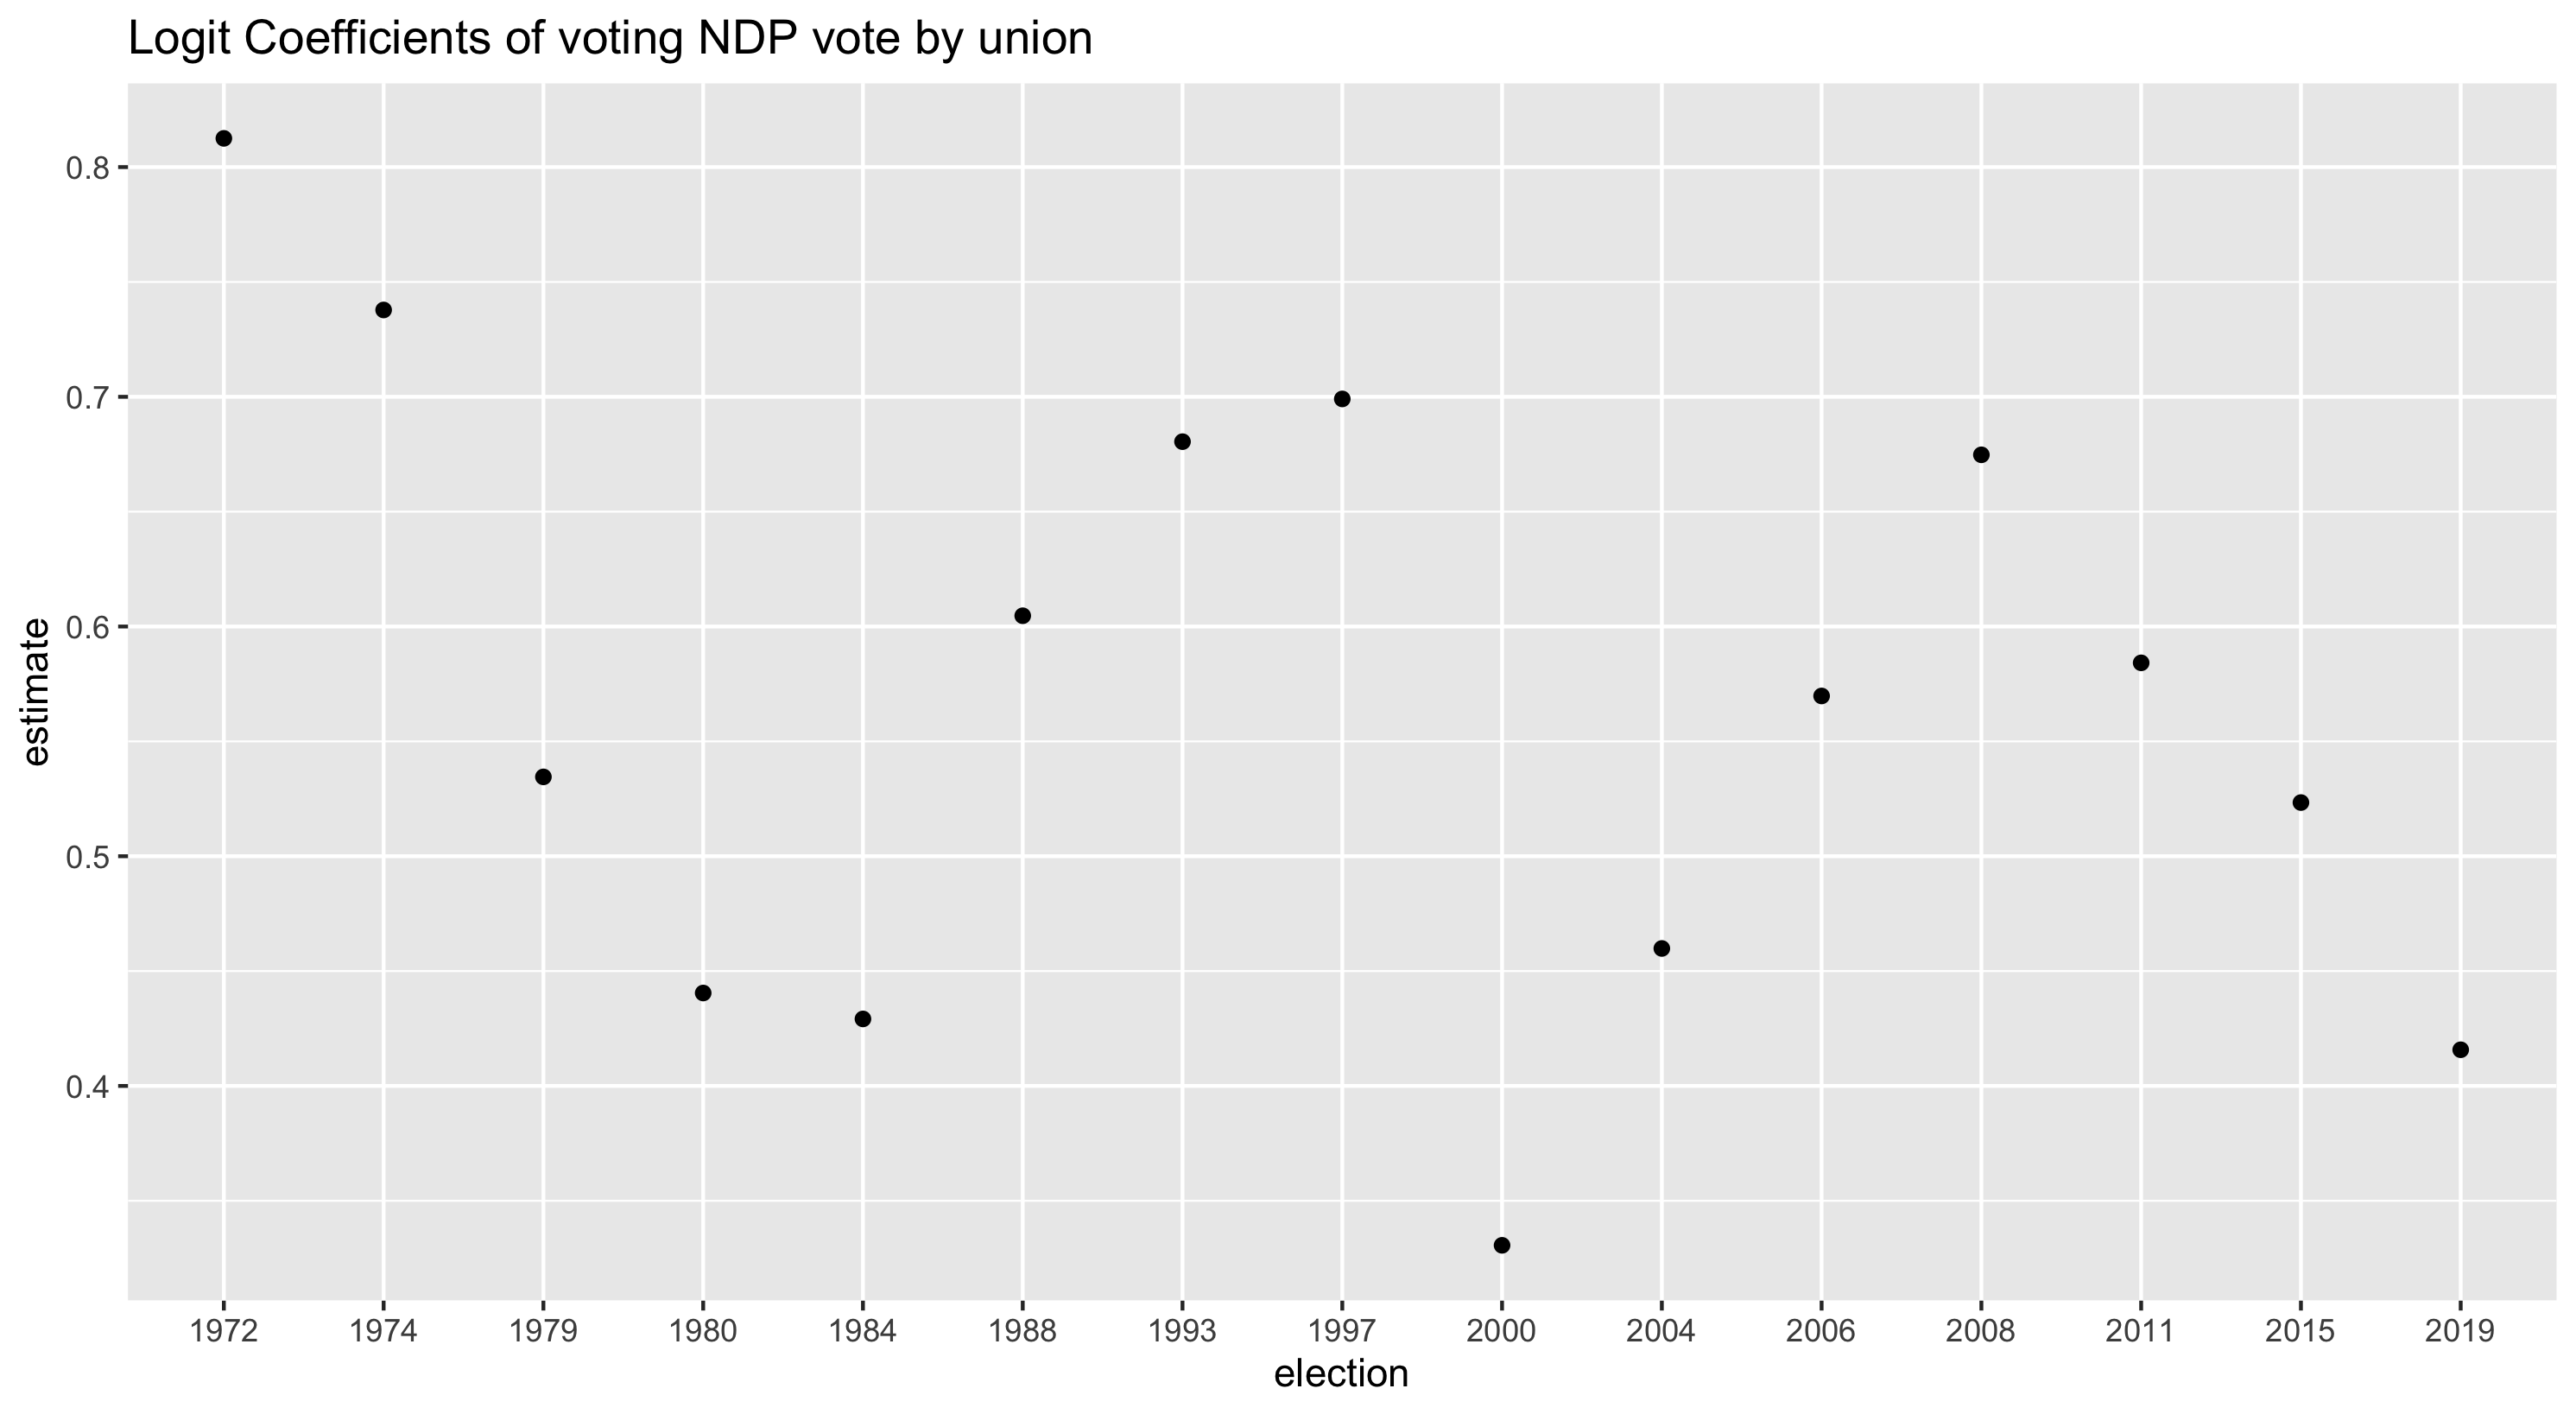 Logit Coefficients of voting NDP vote by union
estimate
0.8
0.7
0.6
0.5
0.4
1972 1974 1979 1980 1984 1988 1993 1997 2000 2004 2006 2008 2011 2015 2019
election